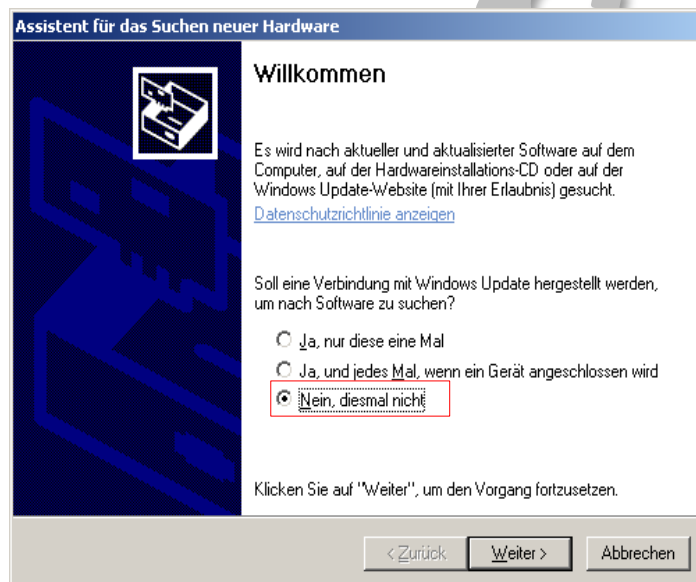 Assistent für das Suchen neuer Hardware
Willkommen
Es wird nach aktueller und aktualisierter Software auf dem
Computer, auf der Hardwareinstallations-CD oder auf der
Windows Update-Website (mit Ihrer Erlaubnis) gesucht.
Datenschutzrichtlinie anzeigen
Soll eine Verbindung mit Windows Update hergestellt werden,
um nach Software zu suchen?
Ja, nur diese eine Mal
Ja, und jedes Mal, wenn ein Gerät angeschlossen wird
Nein, diesmal nicht
Klicken Sie auf "Weiter", um den Vorgang fortzusetzen.
< Zurück Weiter > Abbrechen